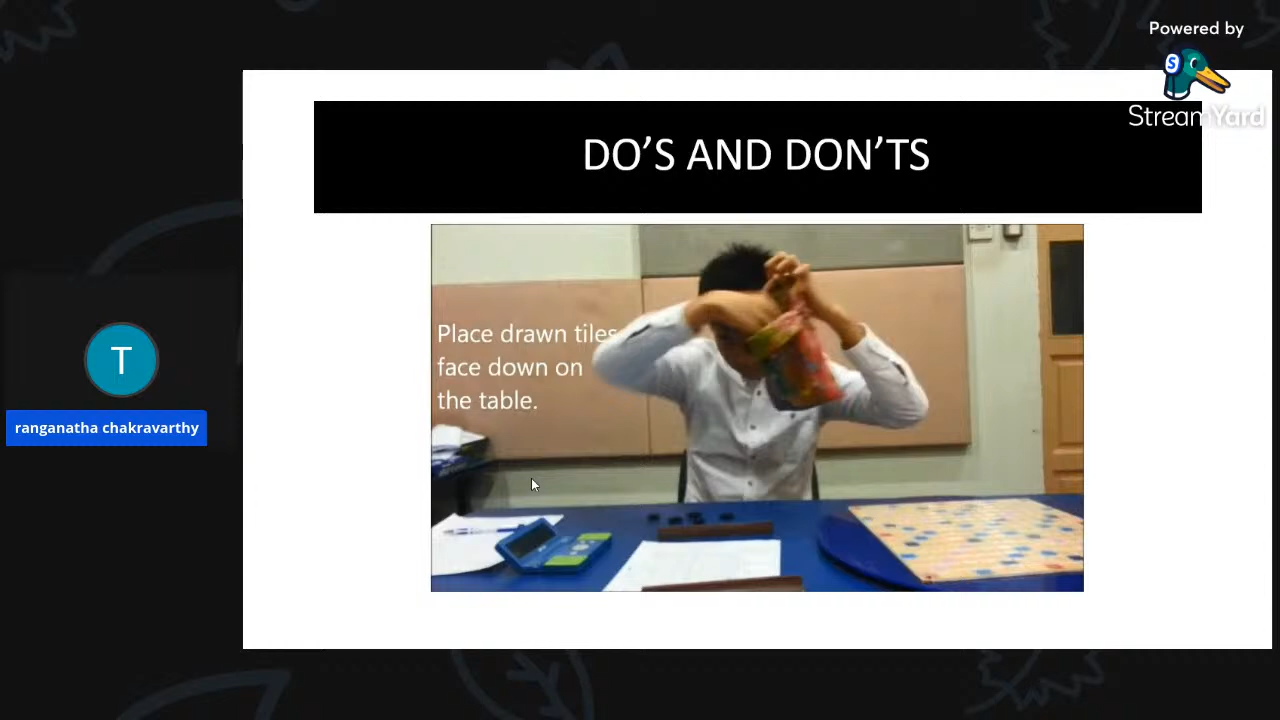 Powered by
S
StreamYard
DO'S AND DON'TS
Place drawn tiles
face down on
the table.
T
ranganatha chakravarthy